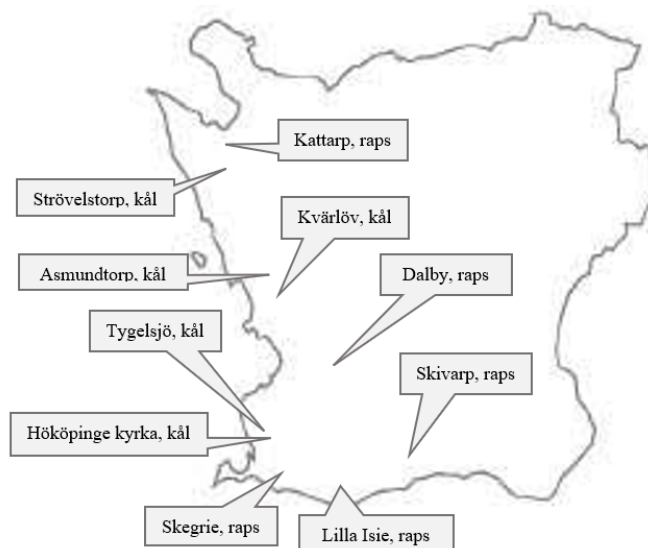 Kattarp, raps
Strövelstorp, kål
Kvärlöv, kål
Asmundtorp, kål
Dalby, raps
Tygelsjö, kål
Skivarp, raps
Hököpinge kyrka, kål
Skegrie, raps
Lilla Isie, raps